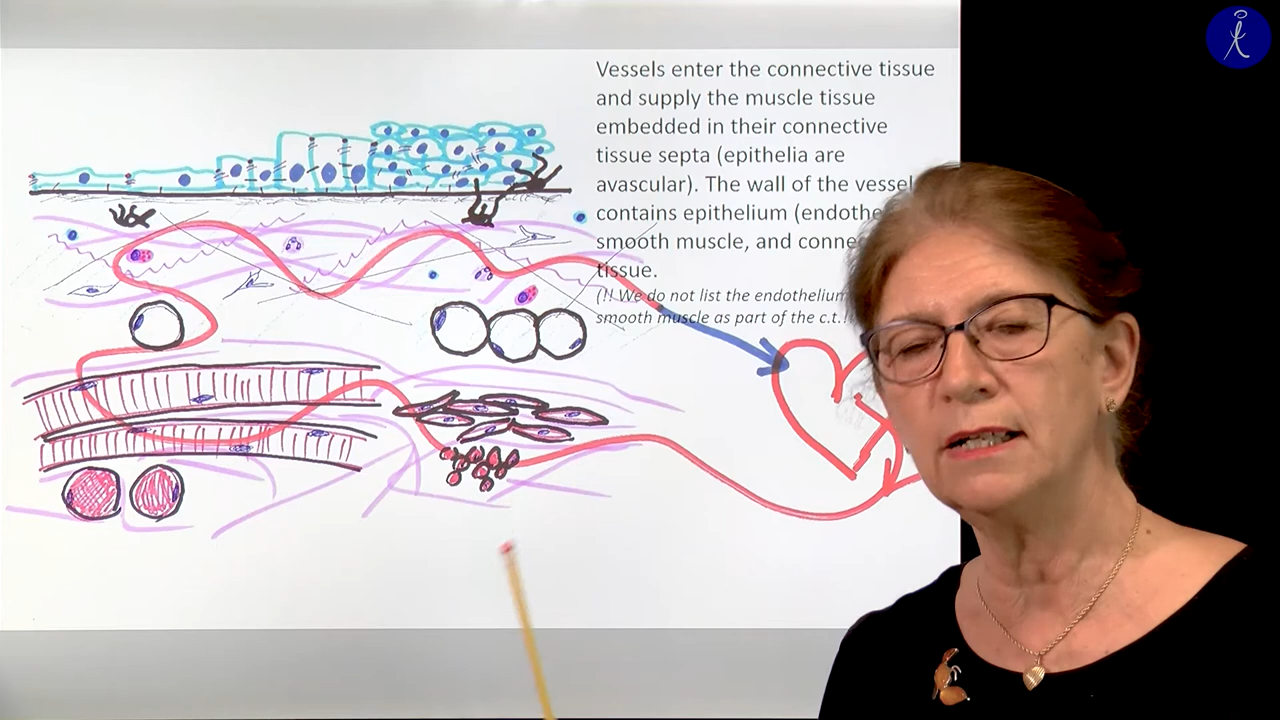 Vessels enter the connective tissue
and supply the muscle tissue
embedded in their connective
tissue septa (epithelia are
avascular). The wall of the vessel
contains epithelium
smooth muscle, and
tissue.
(!! We do not list the endothelium
smooth muscle as part of the c.t.!